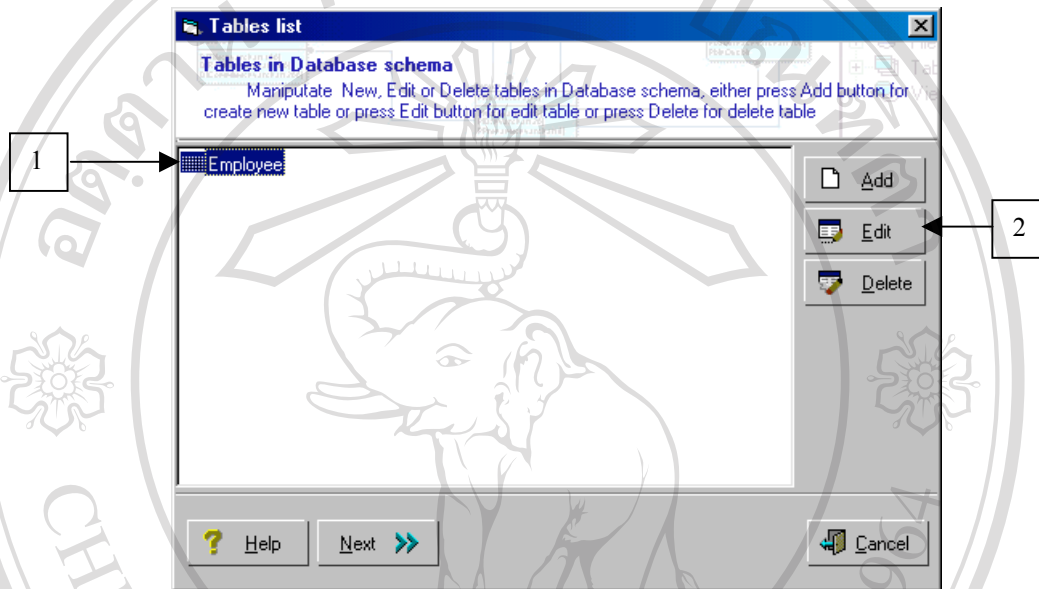 Tables list
Tables in Database schema
Maniputate New, Edit or Delete tables in Database schema, either press Add button for
create new table or press Edit button for edit table or press Delete for delete table
1
Employee
Add
2
Edit
Delete
Help
Next
Cancel